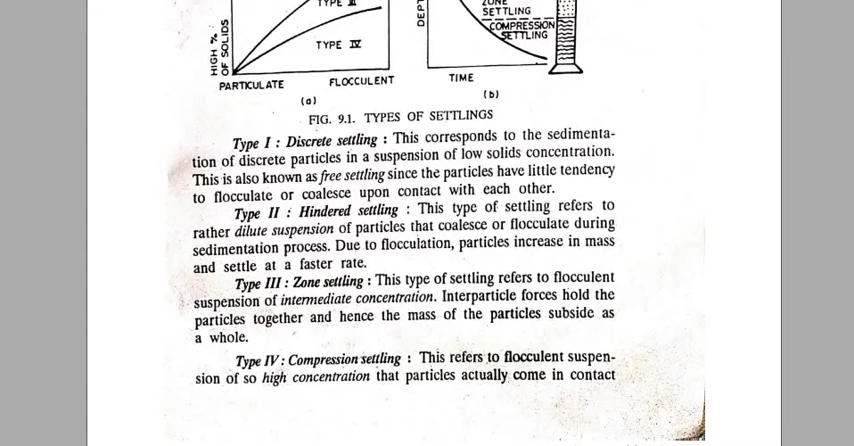 TYPE II
ZONE
SETTLING
COMPRESSION
SETTLING
TYPE IV
HIGH %
OF SOLIDS
DEPT
PARTICULATE FLOCCULENT
TIME
(a) (b)
FIG. 9.1. TYPES OF SETTLINGS
Type I : Discrete settling : This corresponds to the sedimenta-
tion of discrete particles in a suspension of low solids concentration.
This is also known as free settling since the particles have little tendency
to flocculate or coalesce upon contact with each other.
Type II : Hindered settling : This type of settling refers to
rather dilute suspension of particles that coalesce or flocculate during
sedimentation process. Due to flocculation, particles increase in mass
and settle at a faster rate.
Type III : Zone settling : This type of settling refers to flocculent
suspension of intermediate concentration. Interparticle forces hold the
particles together and hence the mass of the particles subside as
a whole.
Type IV : Compression settling : This refers to flocculent suspen-
sion of so high concentration that particles actually come in contact